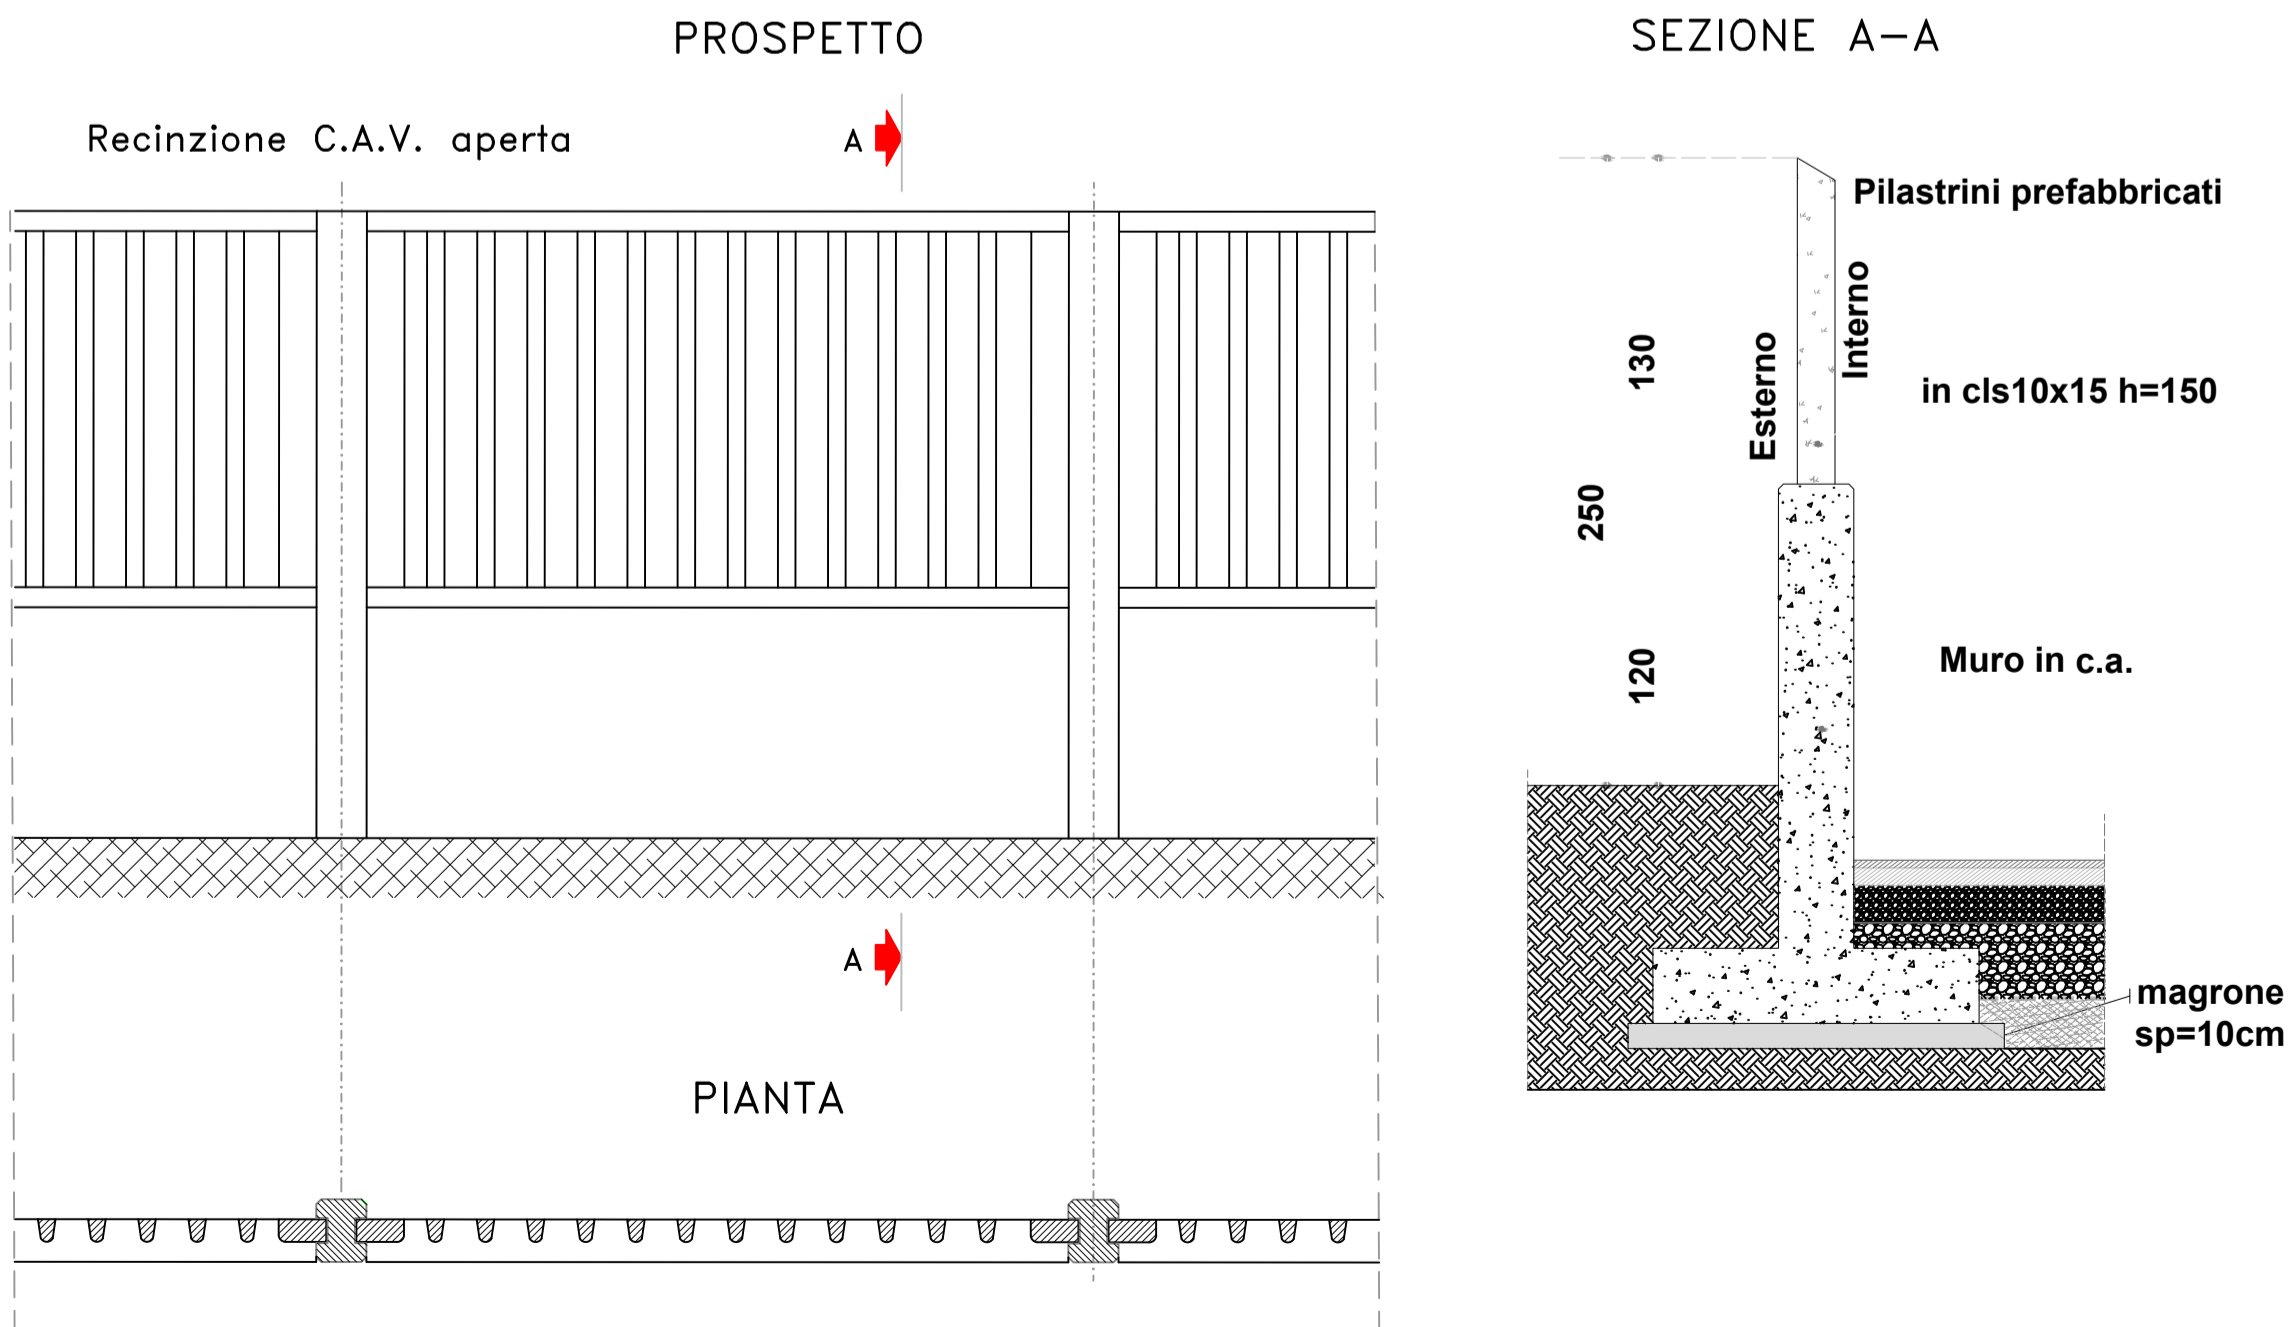 PROSPETTO
SEZIONE A-A
Recinzione C.A.V. aperta
A
Pilastrini prefabbricati
Interno
Esterno
130
in cls10x15 h=150
250
120
Muro in c.a.
A
magrone
sp=10cm
PIANTA